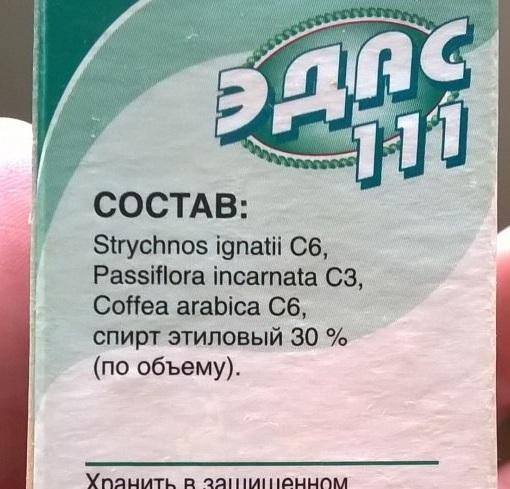 ЭДАС
111
СОСТАВ:
Strychnos ignatii C6,
Passiflora incarnata C3,
Coffea arabica C6,
спирт этиловый 30 %
(по объему).
Хранить в защищенном